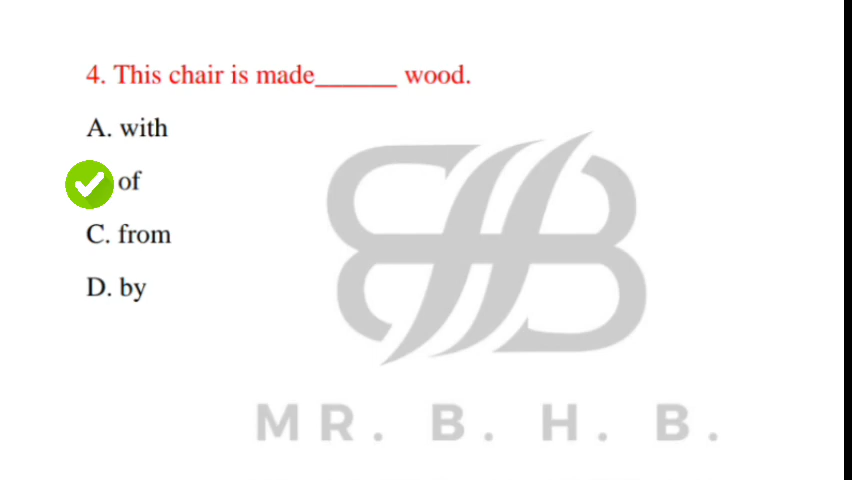 4. This chair is made______ wood.
A. with
of
C. from
D. by
MR. B. H. B.